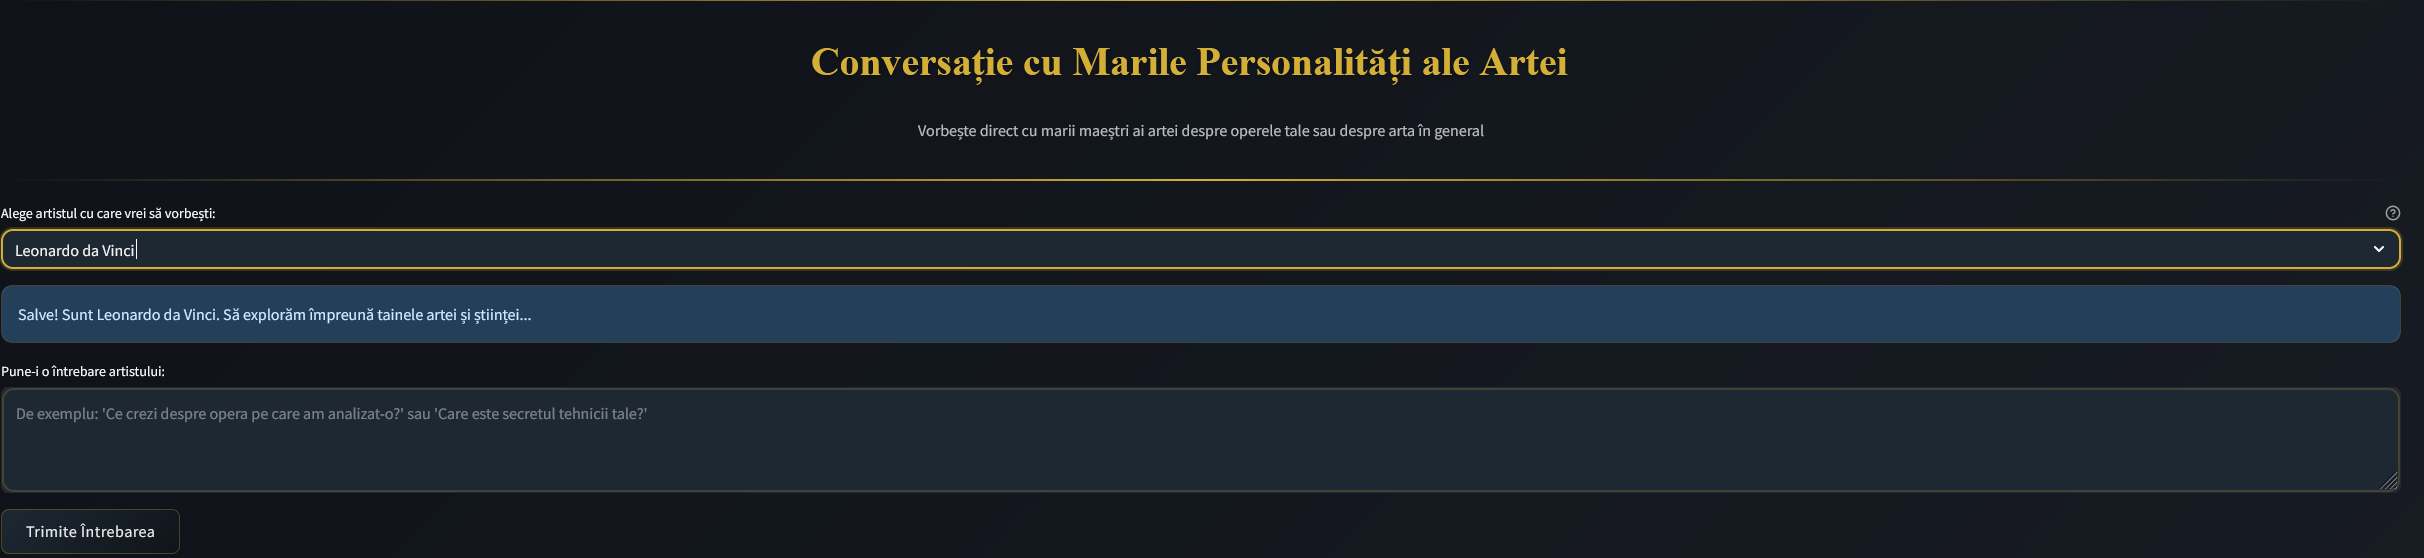 Conversație cu Marile Personalități ale Artei
Vorbește direct cu marii maeștri ai artei despre operele tale sau despre arta în general
Alege artistul cu care vrei să vorbești:
Leonardo da Vinci
Salve! Sunt Leonardo da Vinci. Să explorăm împreună tainele artei și științei...
Pune-i o întrebare artistului:
De exemplu: 'Ce crezi despre opera pe care am analizat-o?' sau 'Care este secretul tehnicii tale?'
Trimite Întrebarea